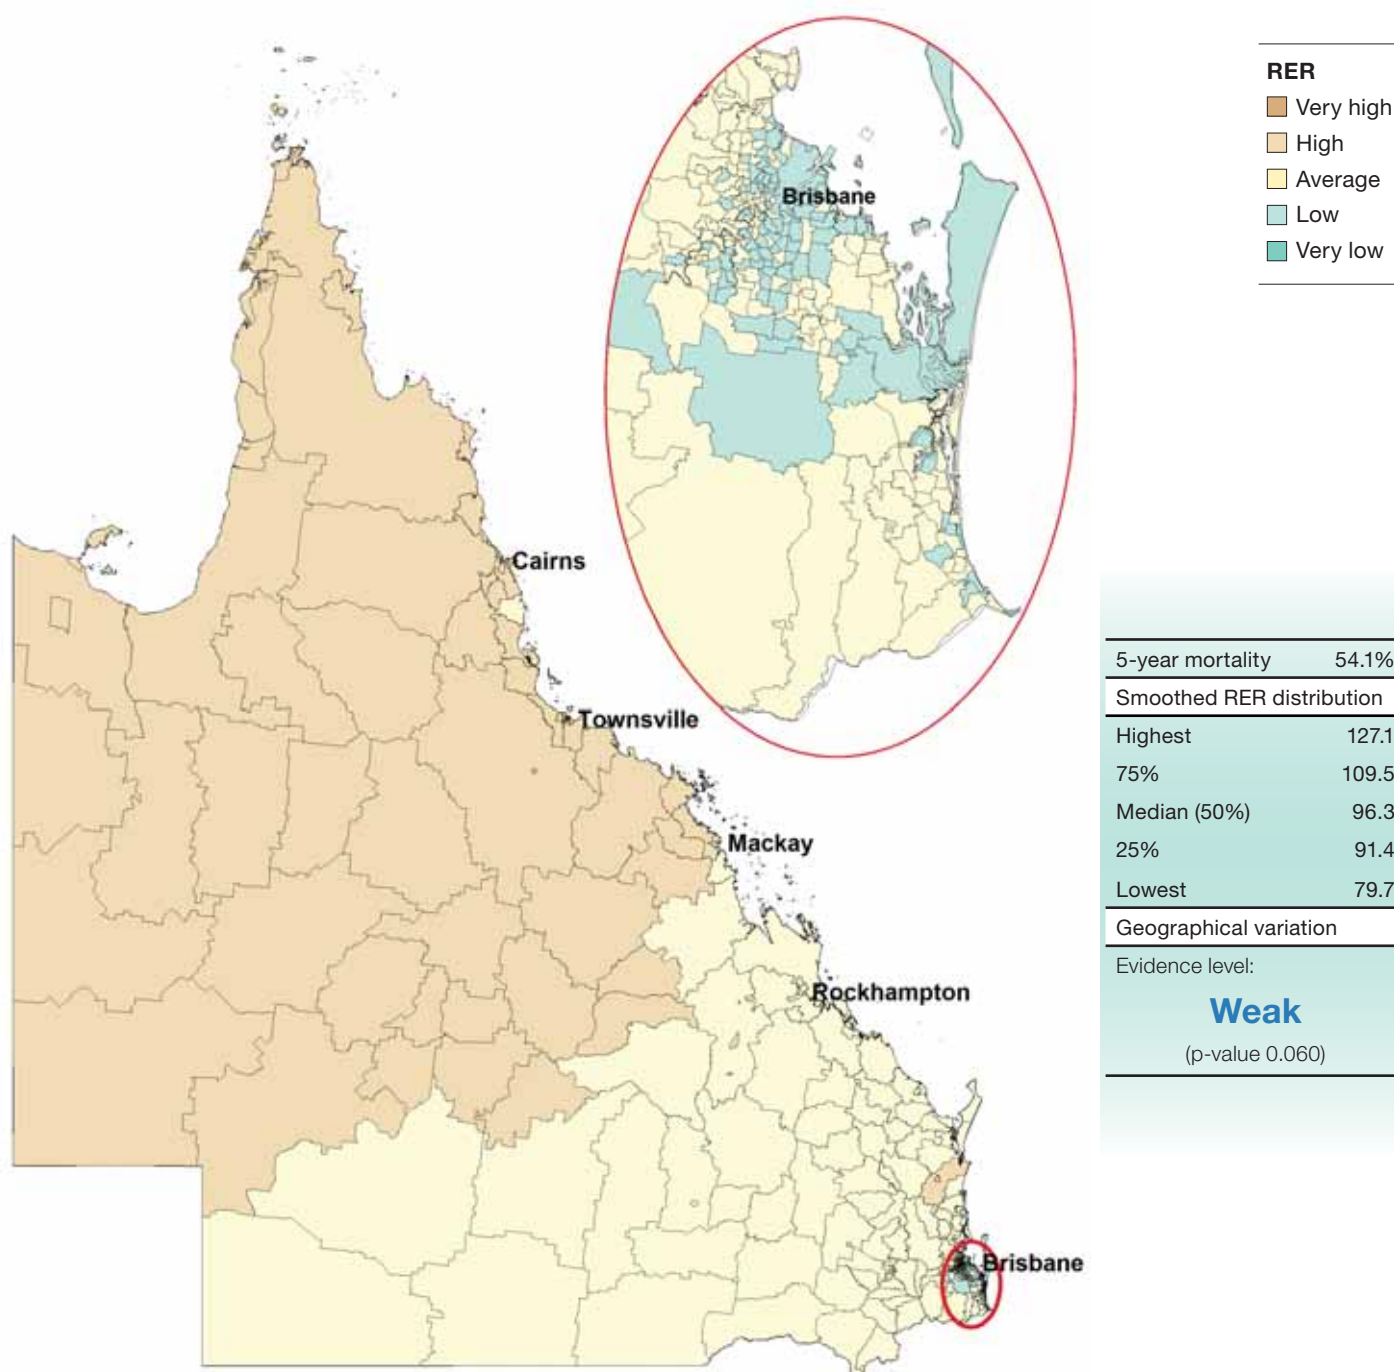 RER
Very high
High
Average
Low
Very low
Brisbane
Cairns
Townsville
Mackay
Rockhampton
Brisbane
5-year mortality 54.1%
Smoothed RER distribution
Highest 127.1
75% 109.5
Median (50%) 96.3
25% 91.4
Lowest 79.7
Geographical variation
Evidence level:
Weak
(p-value 0.060)